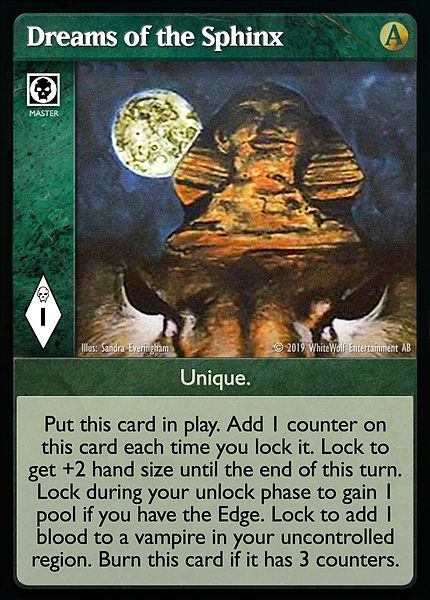 Dreams of the Sphinx
A
MASTER
1
Illus: Sandra Everingham
© 2019 WhiteWolf Entertainment AB
Unique.
Put this card in play. Add 1 counter on
this card each time you lock it. Lock to
get +2 hand size until the end of this turn.
Lock during your unlock phase to gain 1
pool if you have the Edge. Lock to add 1
blood to a vampire in your uncontrolled
region. Burn this card if it has 3 counters.